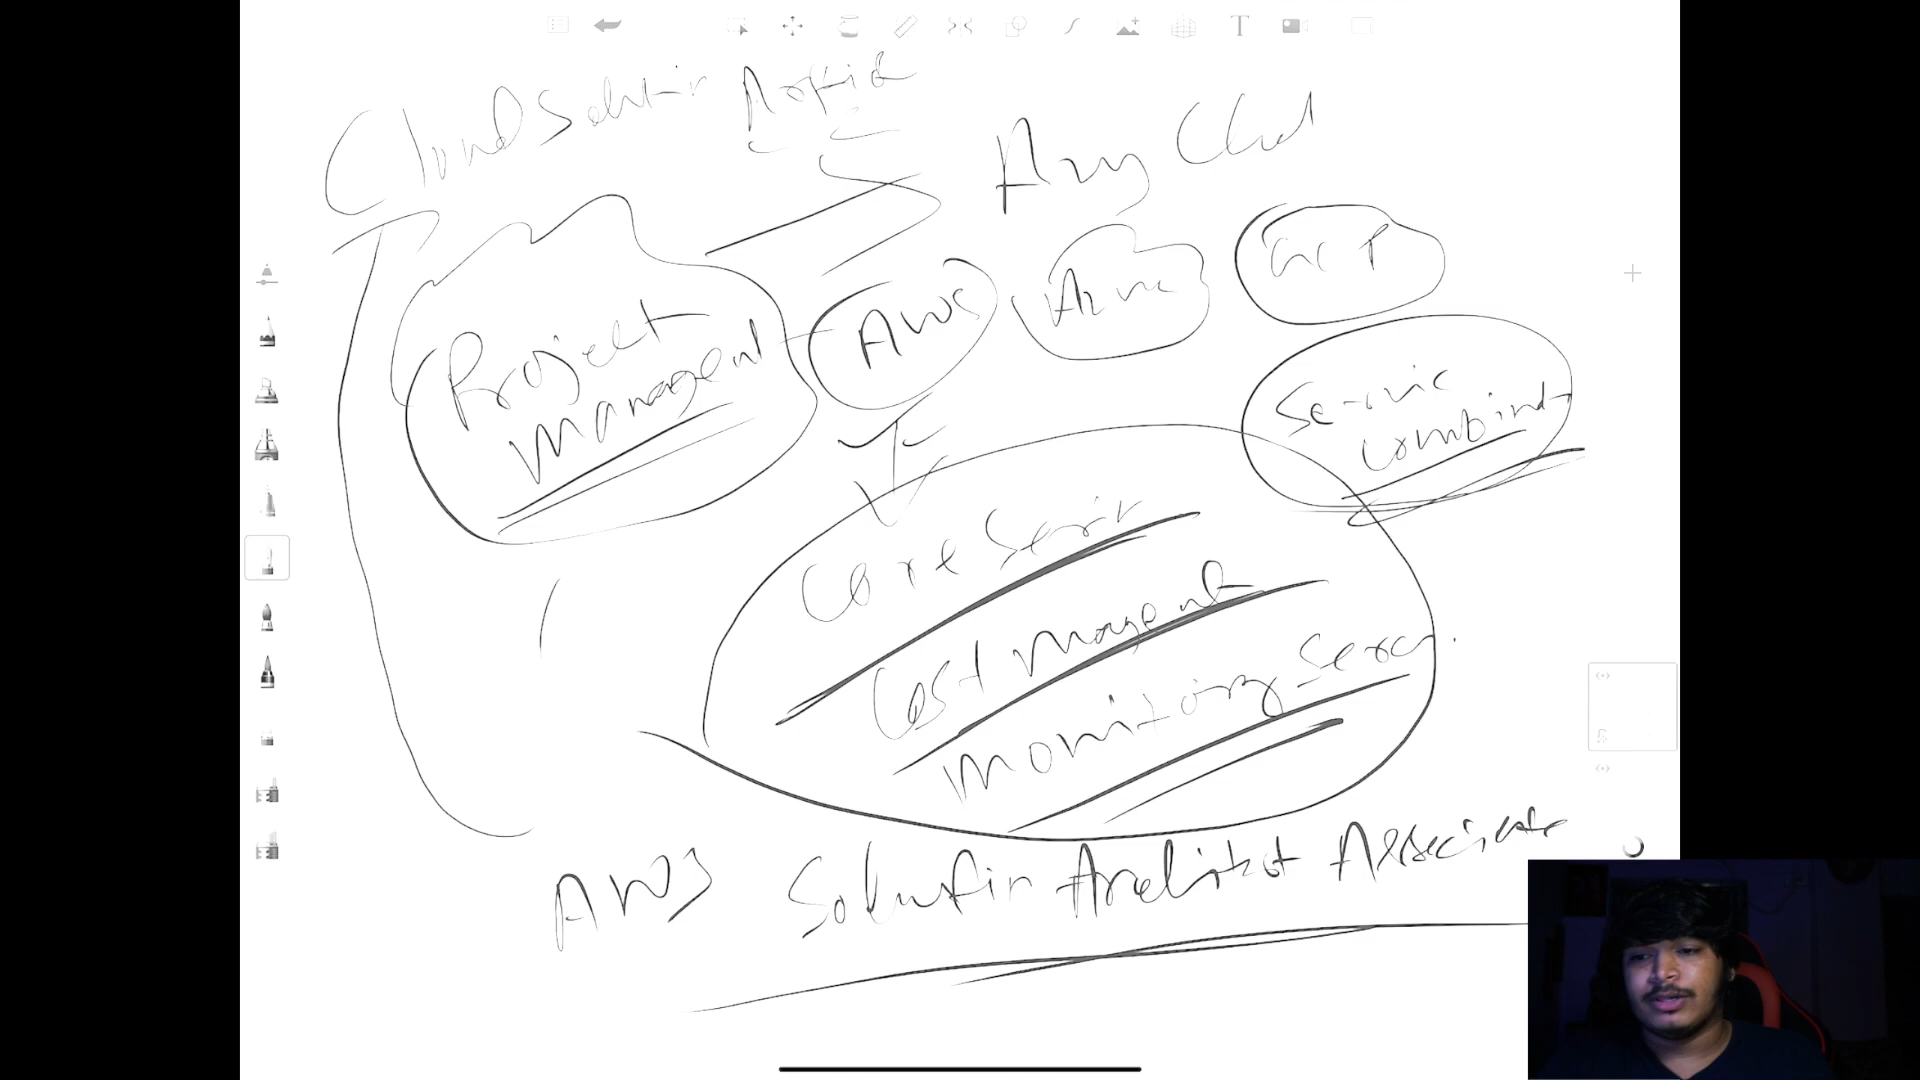 Cloud Solution Architect
Any Cloud
Project
Management
AWS
Azure
GCP
Service
Combination
Core Service
Cost Management
Monitoring Service
AWS Solution Architect Associate
T